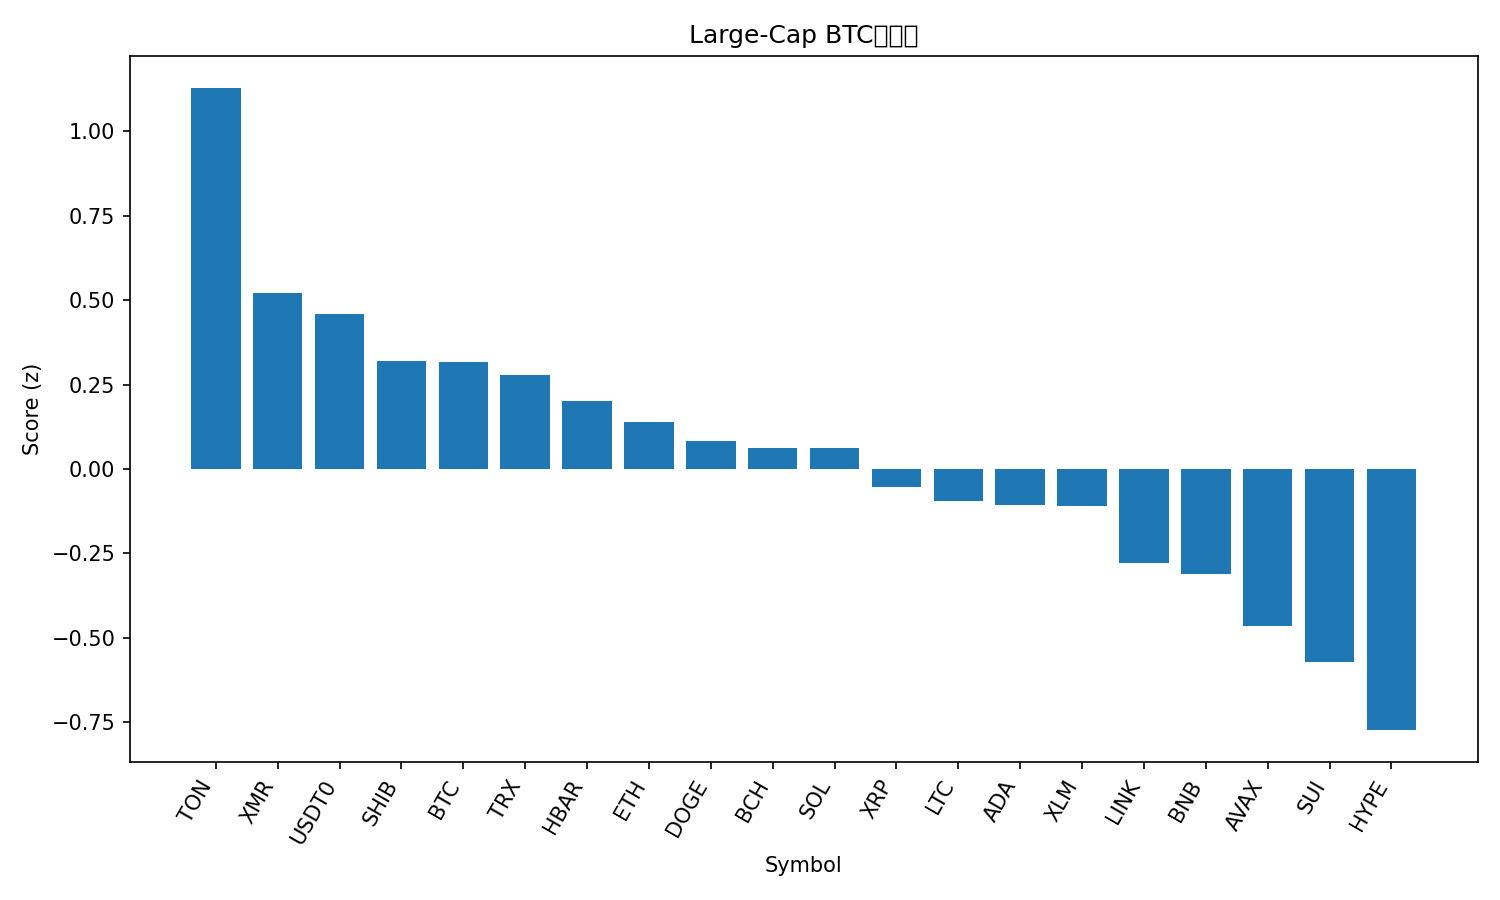 Large-Cap BTC
1.00
0.75
0.50
0.25
0.00
−0.25
−0.50
−0.75
Score (z)
TON
XMR
USDT0
SHIB
BTC
TRX
HBAR
ETH
DOGE
BCH
SOL
XRP
LTC
ADA
XLM
LINK
BNB
AVAX
SUI
HYPE
Symbol